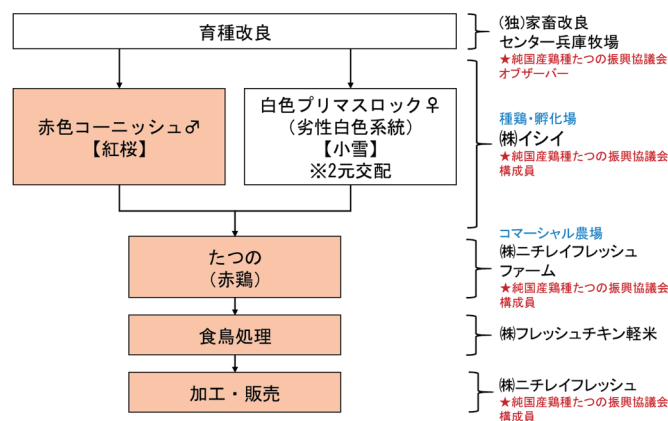 育種改良
(独)家畜改良
センター兵庫牧場
★純国産鶏種たつの振興協議会
オブザーバー
赤色コーニッシュ♂
【紅桜】
白色プリマスロック♀
(劣性白色系統)
【小雪】
※2元交配
種鶏・孵化場
㈱イシイ
★純国産鶏種たつの振興協議会
構成員
たつの
(赤鶏)
コマーシャル農場
㈱ニチレイフレッシュ
ファーム
★純国産鶏種たつの振興協議会
構成員
食鳥処理
㈱フレッシュチキン軽米
加工・販売
㈱ニチレイフレッシュ
★純国産鶏種たつの振興協議会
構成員